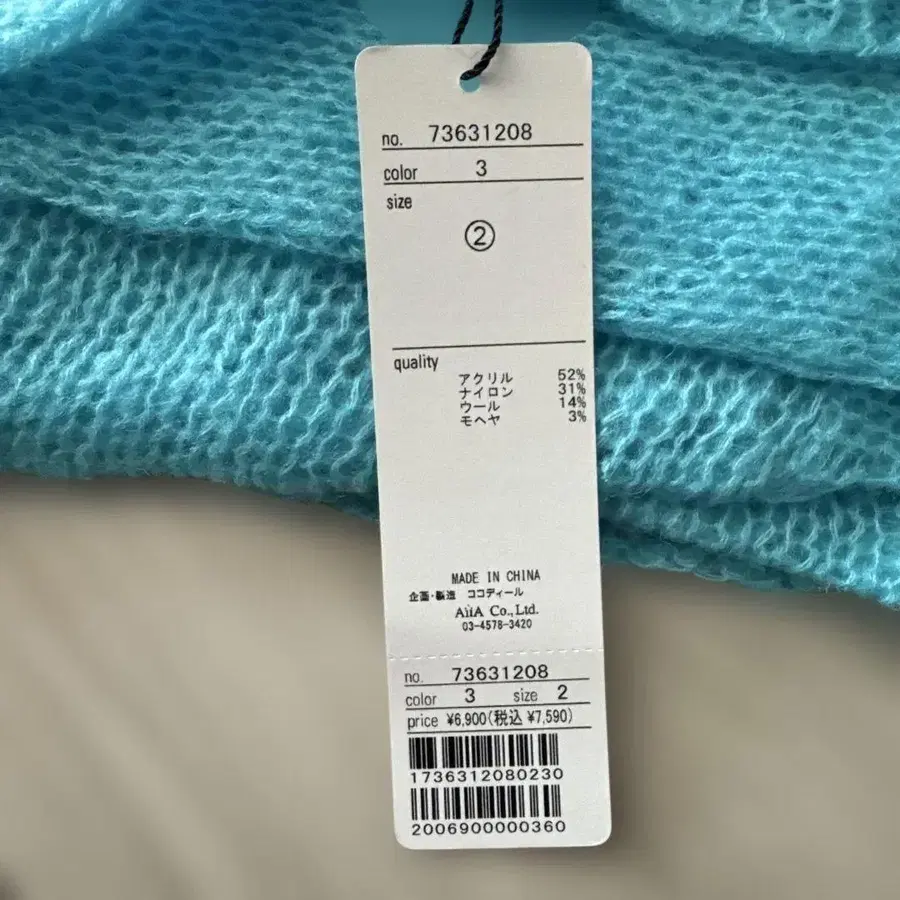 no. 73631208
color 3
size
②
quality
アクリル 52%
ナイロン 31%
ウール 14%
モヘヤ 3%
MADE IN CHINA
企画・製造 ココディール
AiiA Co.,Ltd.
03-4578-3420
no. 73631208
color 3 size 2
price ¥6,900(税込 ¥7,590)
1736312080230
2006900000360